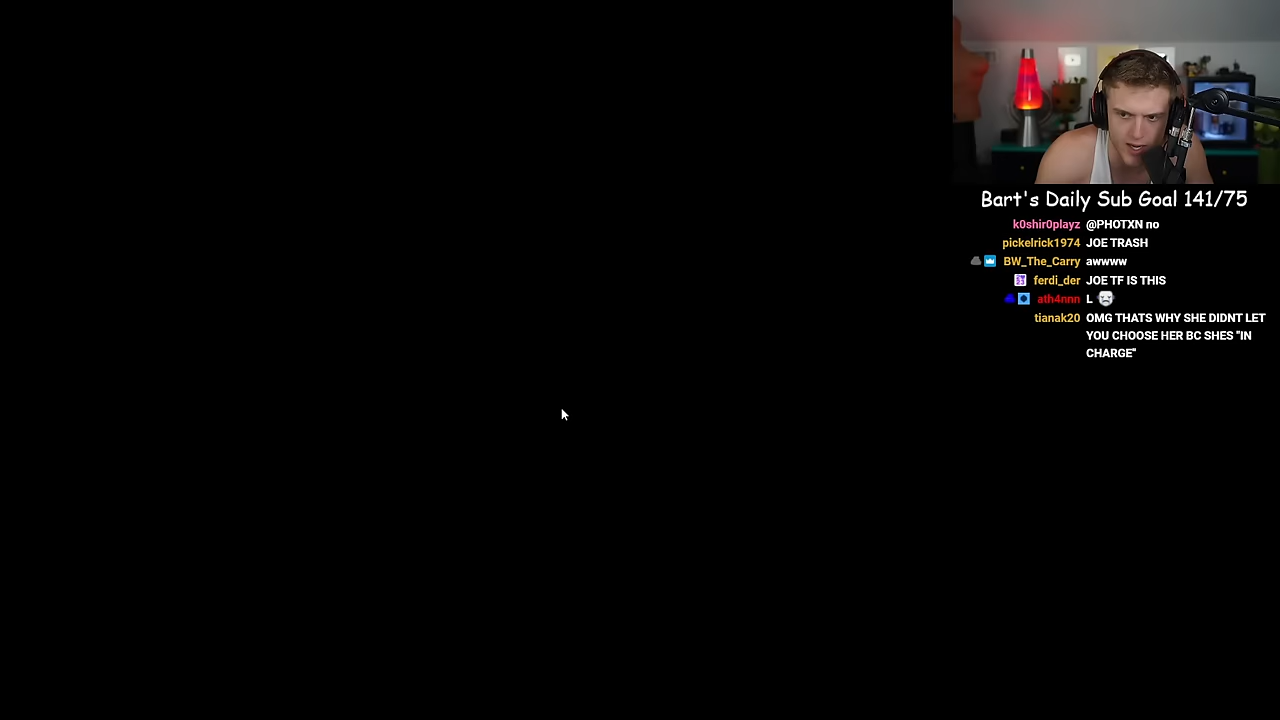 Bart's Daily Sub Goal 141/75
k0shir0playz @PHOTXN no
pickelrick1974 JOE TRASH
BW_The_Carry awwww
ferdi_der JOE TF IS THIS
ath4nnn L
tianak20 OMG THATS WHY SHE DIDNT LET
YOU CHOOSE HER BC SHES "IN
CHARGE"